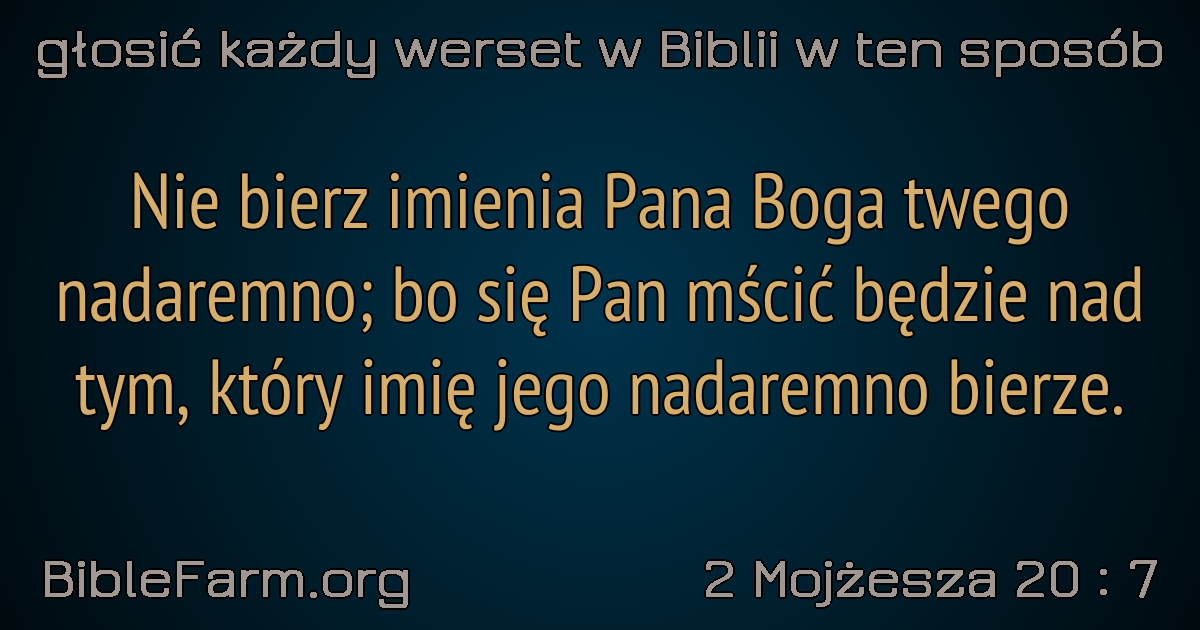 głosić każdy werset w Biblii w ten sposób
Nie bierz imienia Pana Boga twego
nadaremno; bo się Pan mścić będzie nad
tym, który imię jego nadaremno bierze.
BibleFarm.org
2 Mojżesza 20 : 7